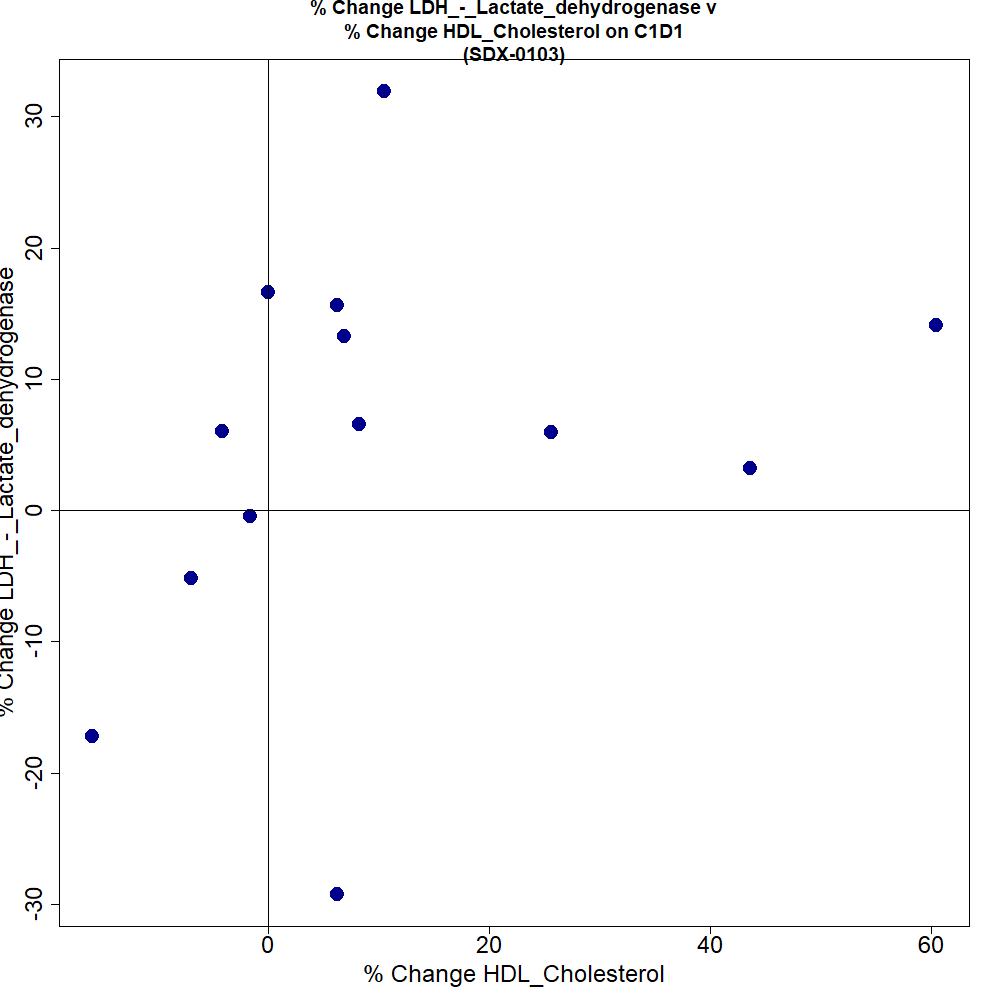 % Change LDH_-_Lactate_dehydrogenase v
% Change HDL_Cholesterol on C1D1
(SDX-0103)
% Change LDH_-_Lactate_dehydrogenase
30
20
10
0
-10
-20
-30
0 20 40 60
% Change HDL_Cholesterol